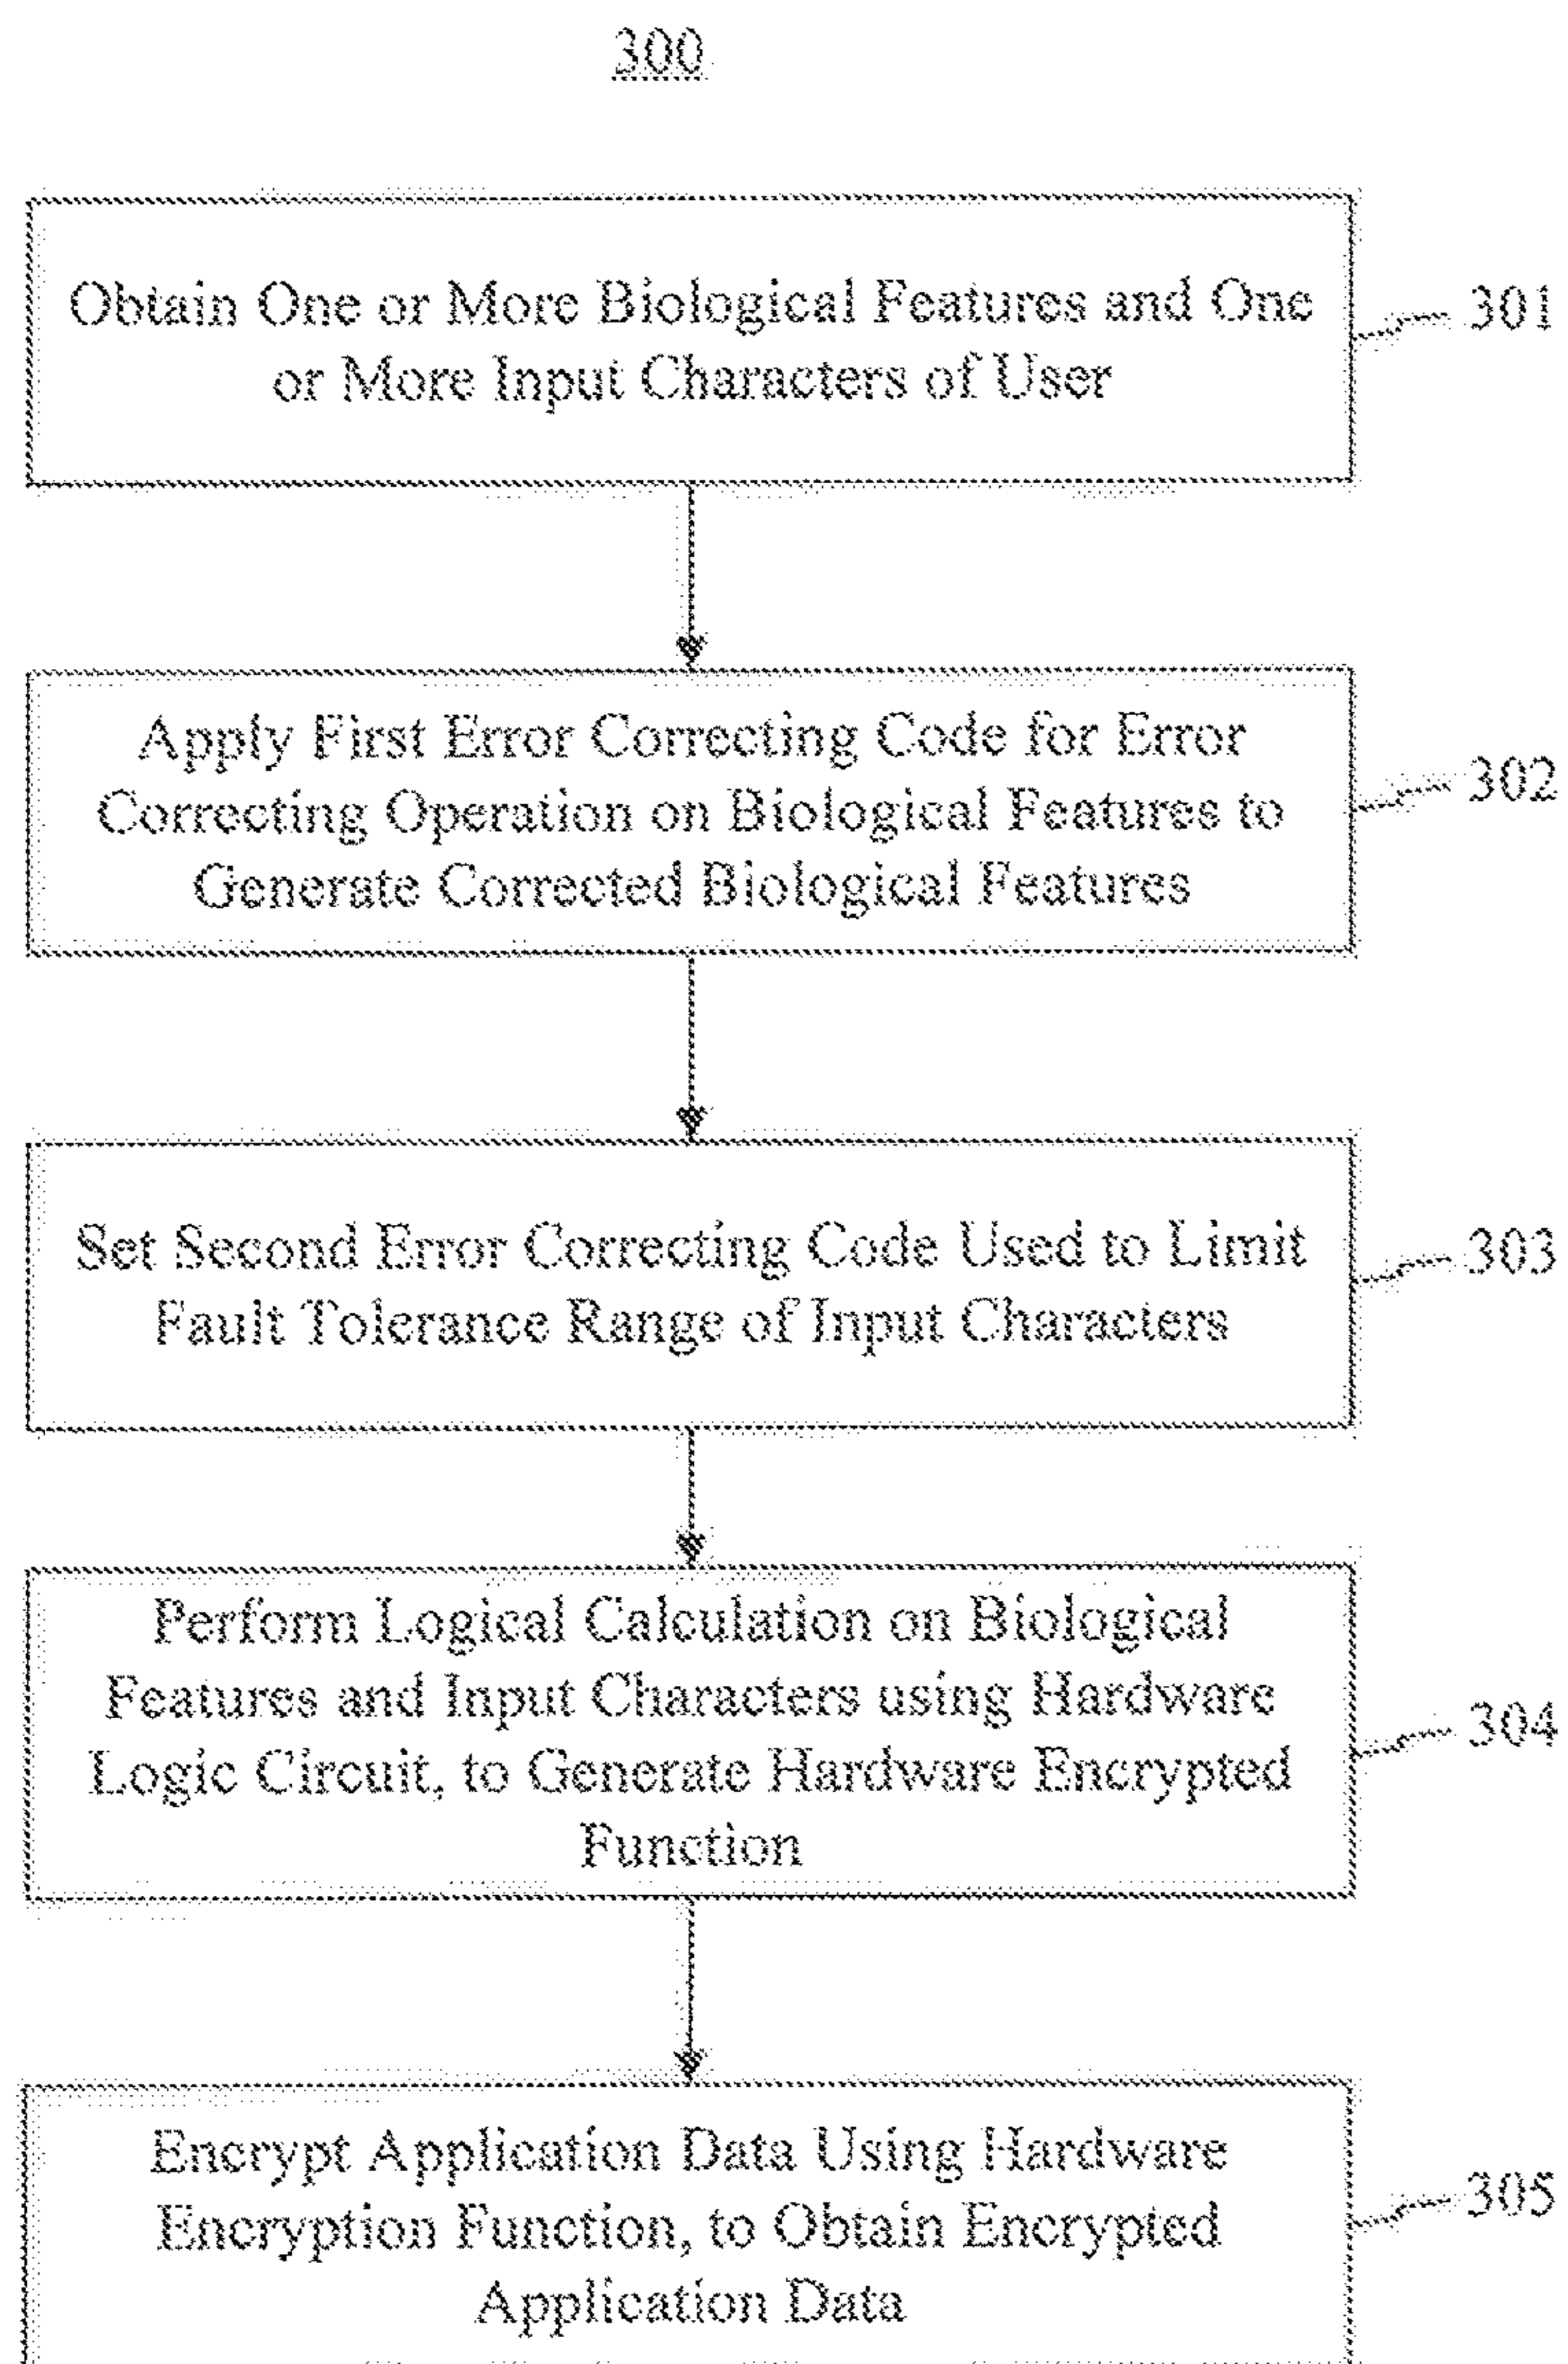 300
Obtain One or More Biological Features and One
or More Input Characters of User
301
Apply First Error Correcting Code for Error
Correcting Operation on Biological Features to
Generate Corrected Biological Features
302
Set Second Error Correcting Code Used to Limit
Fault Tolerance Range of Input Characters
303
Perform Logical Calculation on Biological
Features and Input Characters using Hardware
Logic Circuit, to Generate Hardware Encrypted
Function
304
Encrypt Application Data Using Hardware
Encryption Function, to Obtain Encrypted
Application Data
305